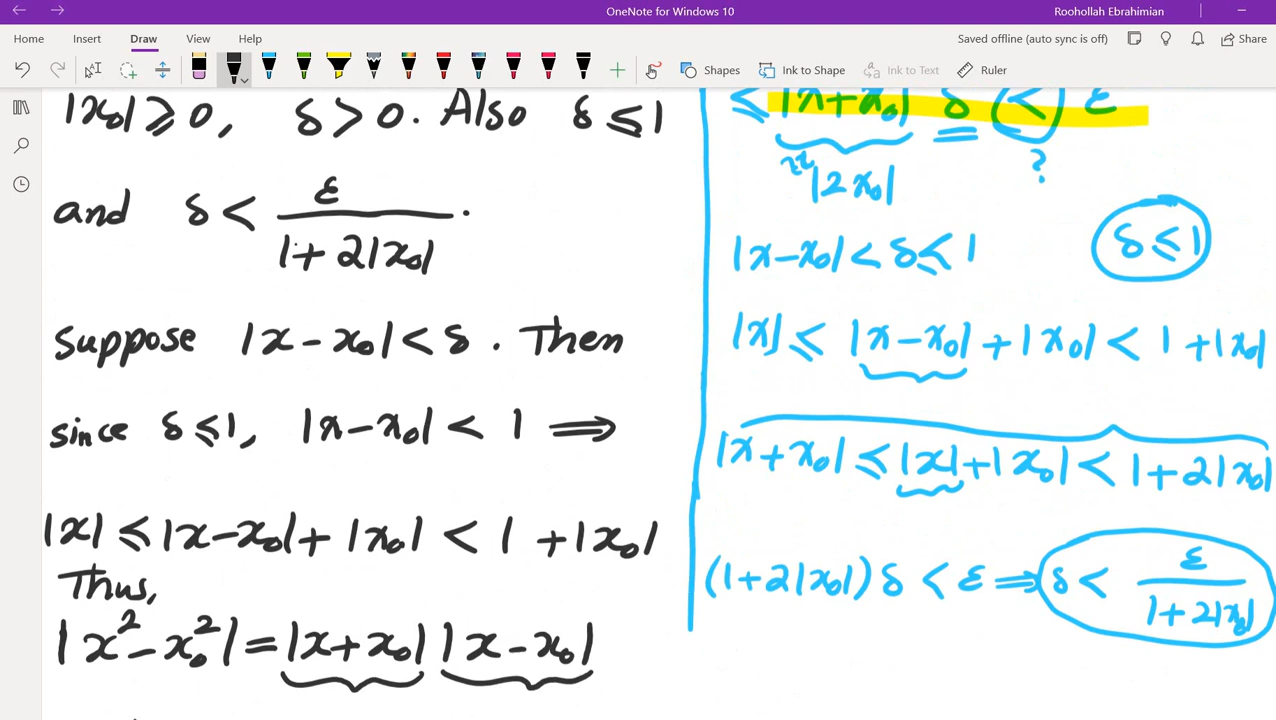 OneNote for Windows 10
Roohollah Ebrahimian
Home Insert Draw View Help
Saved offline (auto sync is off)
Share
Shapes
Ink to Shape
Ink to Text
Ruler
|x₀| ⩾ 0, δ > 0. Also δ ⩽ 1
and δ < ε / (1 + 2|x₀|).
suppose |x − x₀| < δ. Then
since δ ⩽ 1, |x − x₀| < 1 ⟹
|x| ⩽ |x − x₀| + |x₀| < 1 + |x₀|
Thus,
|x² − x₀²| = |x + x₀| |x − x₀|
⩽ |x + x₀| δ < ε
?
≈ |2x₀|
δ ⩽ 1
|x − x₀| < δ ⩽ 1
|x| ⩽ |x − x₀| + |x₀| < 1 + |x₀|
|x + x₀| ⩽ |x| + |x₀| < 1 + 2|x₀|
(1 + 2|x₀|) δ < ε ⟹ δ < ε / (1 + 2|x₀|)